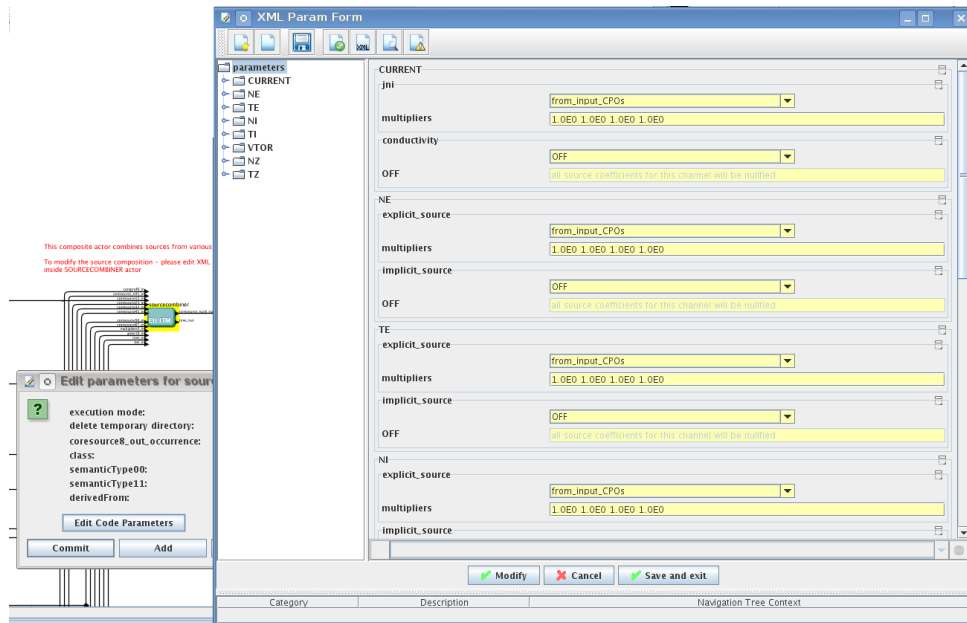 XML Param Form
XML
parameters
CURRENT
NE
TE
NI
TI
VTOR
NZ
TZ
CURRENT
jni
from_input_CPOs
multipliers
1.0E0 1.0E0 1.0E0 1.0E0
conductivity
OFF
OFF
all source coefficients for this channel will be nullified
NE
explicit_source
from_input_CPOs
multipliers
1.0E0 1.0E0 1.0E0 1.0E0
implicit_source
OFF
OFF
all source coefficients for this channel will be nullified
TE
explicit_source
from_input_CPOs
multipliers
1.0E0 1.0E0 1.0E0 1.0E0
implicit_source
OFF
OFF
all source coefficients for this channel will be nullified
NI
explicit_source
from_input_CPOs
multipliers
1.0E0 1.0E0 1.0E0 1.0E0
implicit_source
Modify
Cancel
Save and exit
Category Description Navigation Tree Context
This composite actor combines sources from various
To modify the source composition - please edit XML
inside SOURCECOMBINER actor
sourcecombiner
Edit parameters for sour
?
execution mode:
delete temporary directory:
coresource8_out_occurrence:
class:
semanticType00:
semanticType11:
derivedFrom:
Edit Code Parameters
Commit
Add